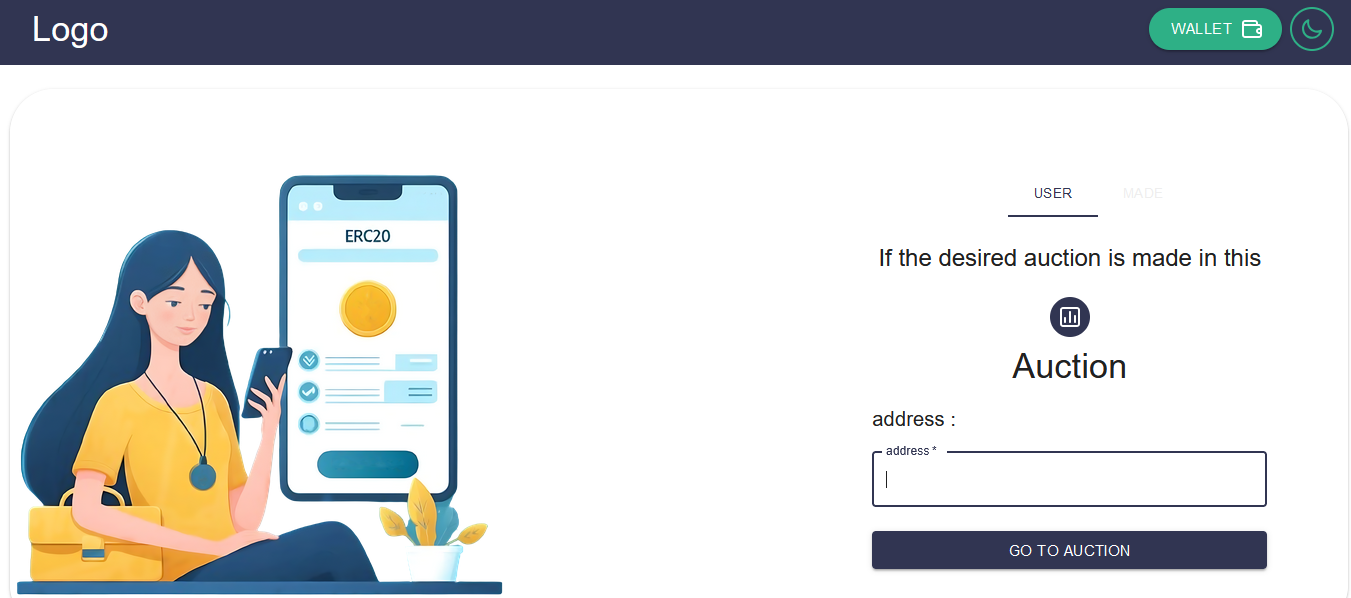 Logo
WALLET
ERC20
USER
MADE
If the desired auction is made in this
Auction
address :
address *
GO TO AUCTION